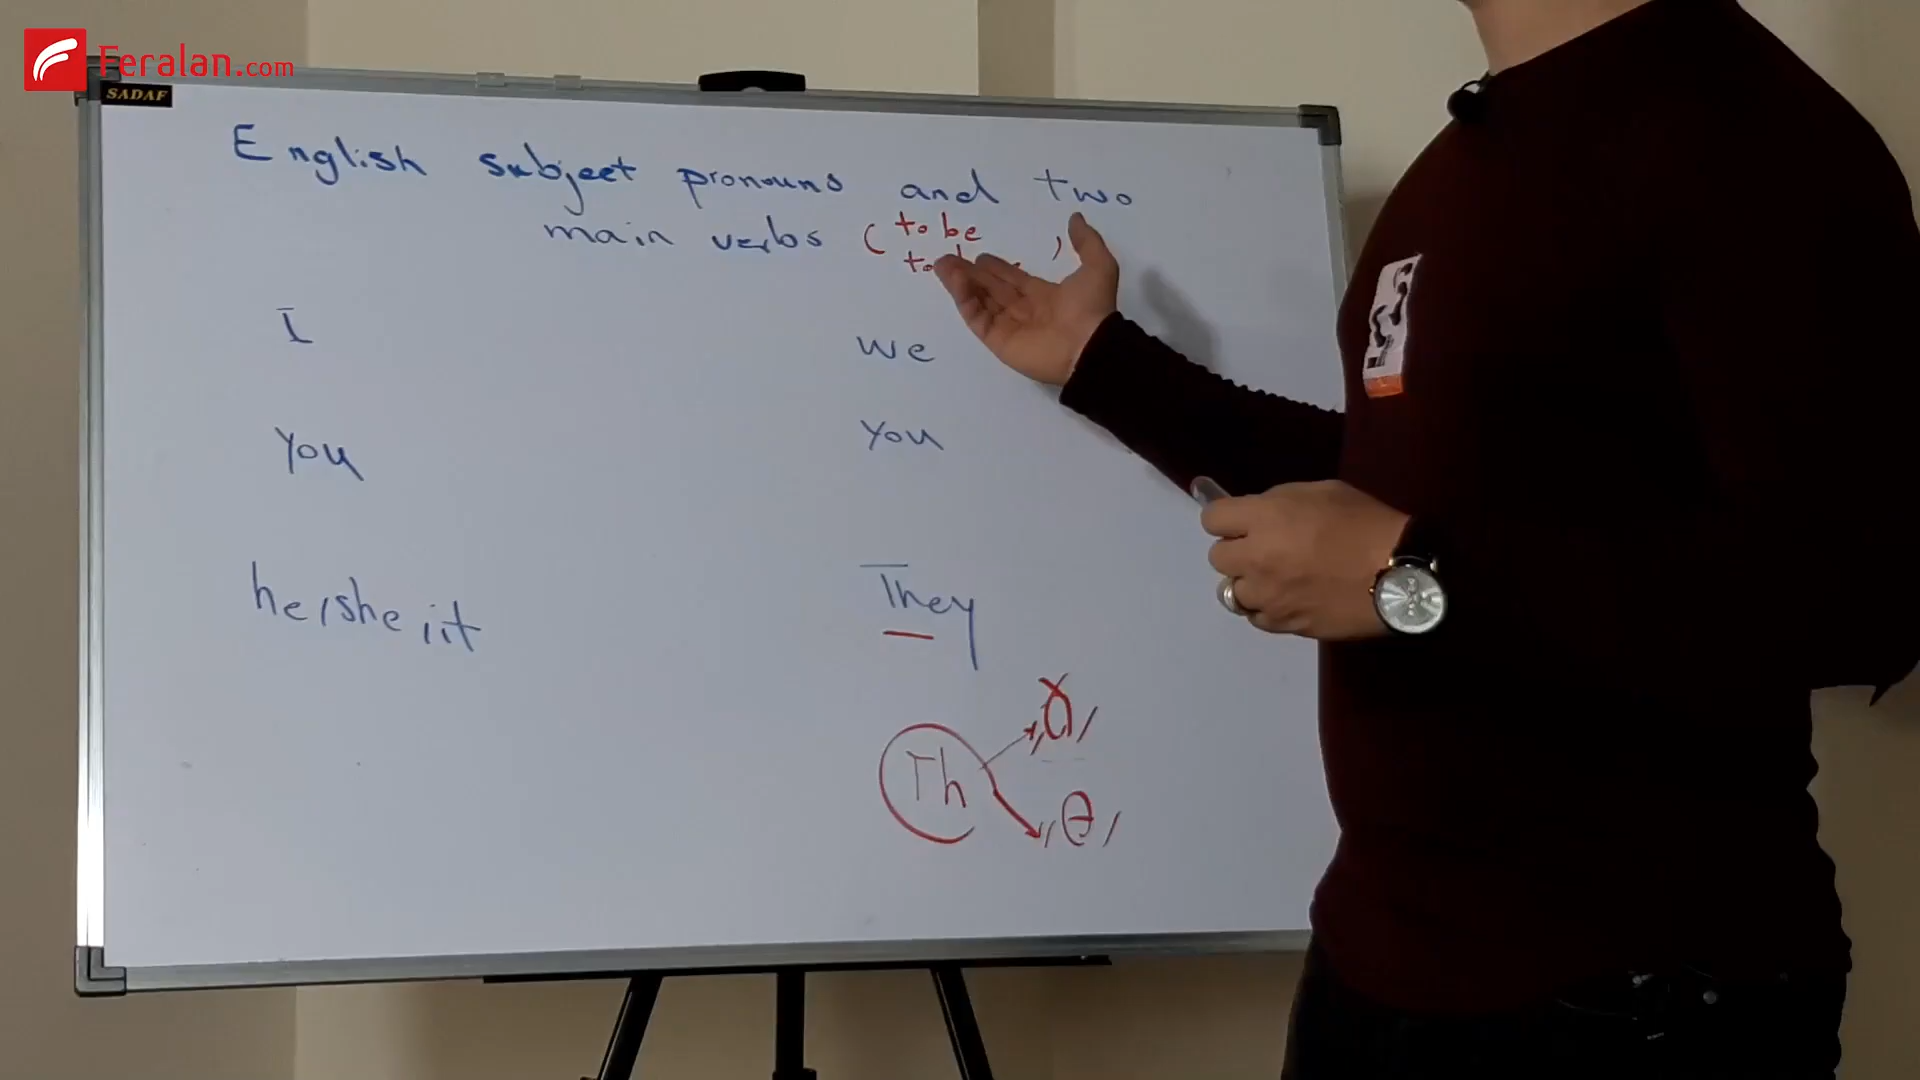 Feralan.com
SADAF
English subject pronouns and two
main verbs ( to be )
to
I
we
You
You
he/she/it
They
Th
/ð/
/θ/